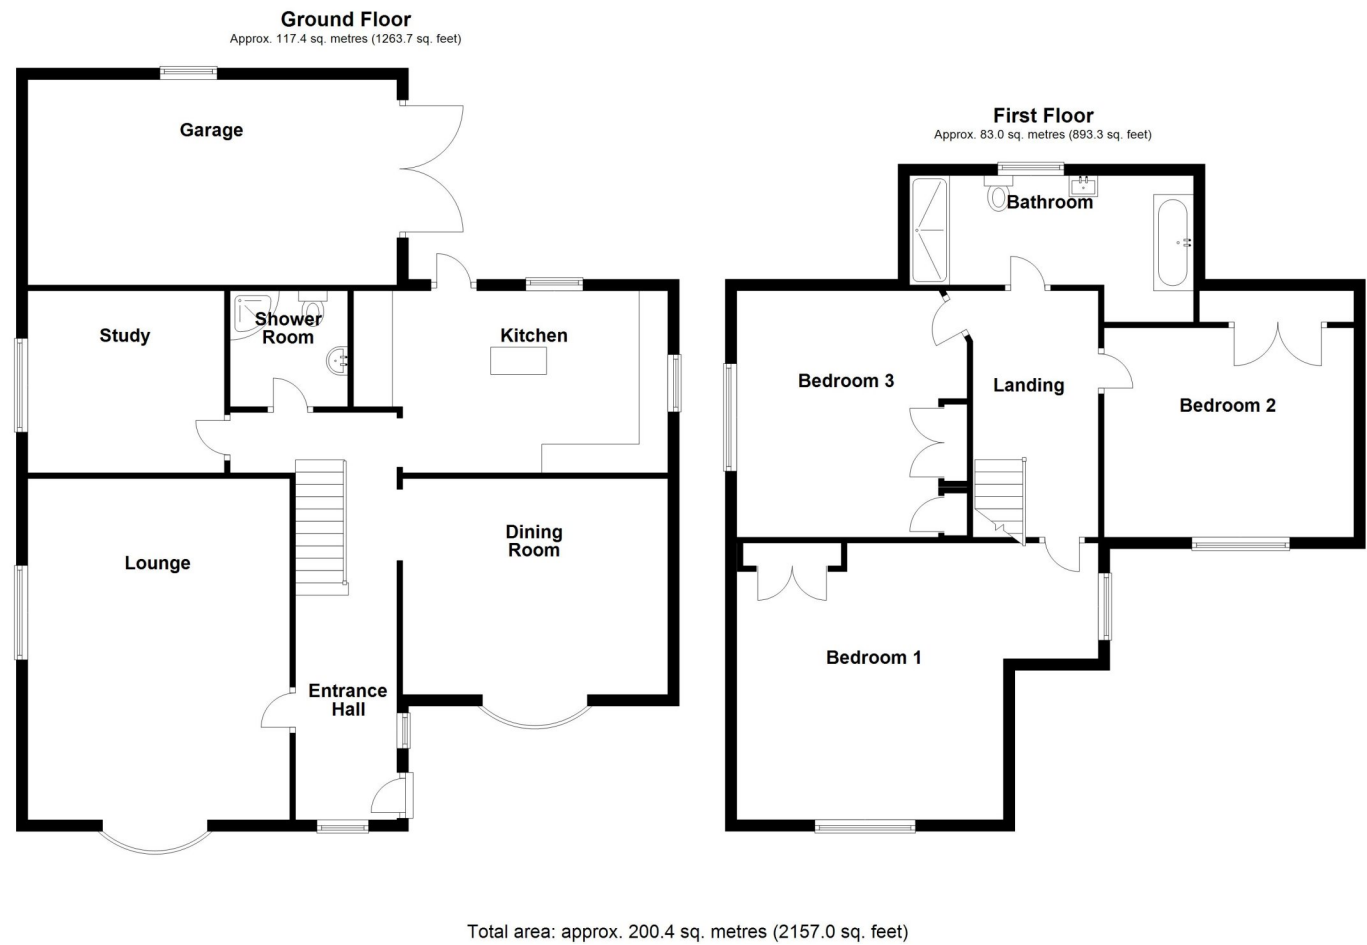 Ground Floor
Approx. 117.4 sq. metres (1263.7 sq. feet)
Garage
Study
Shower
Room
Kitchen
Lounge
Dining
Room
Entrance
Hall
First Floor
Approx. 83.0 sq. metres (893.3 sq. feet)
Bathroom
Bedroom 3
Landing
Bedroom 2
Bedroom 1
Total area: approx. 200.4 sq. metres (2157.0 sq. feet)